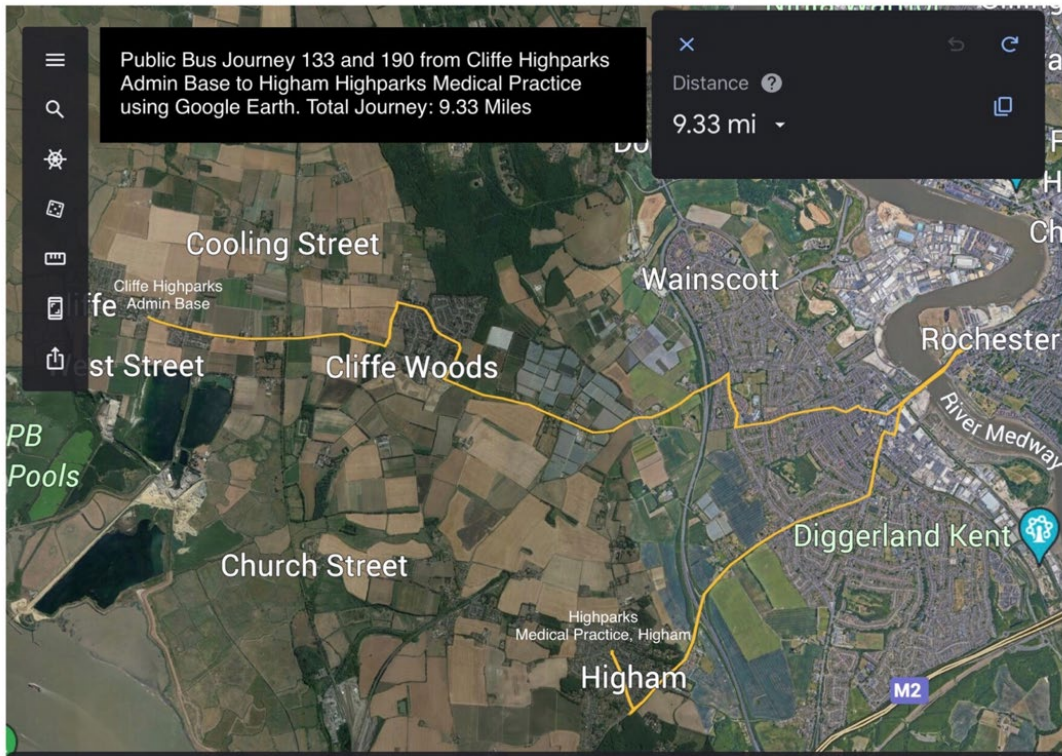 Public Bus Journey 133 and 190 from Cliffe Highparks
Admin Base to Higham Highparks Medical Practice
using Google Earth. Total Journey: 9.33 Miles
Distance
9.33 mi
Cooling Street
Wainscott
Cliffe Highparks
Admin Base
Rochester
Cliffe Woods
River Medway
Pools
Diggerland Kent
Church Street
Highparks
Medical Practice, Higham
Higham
M2